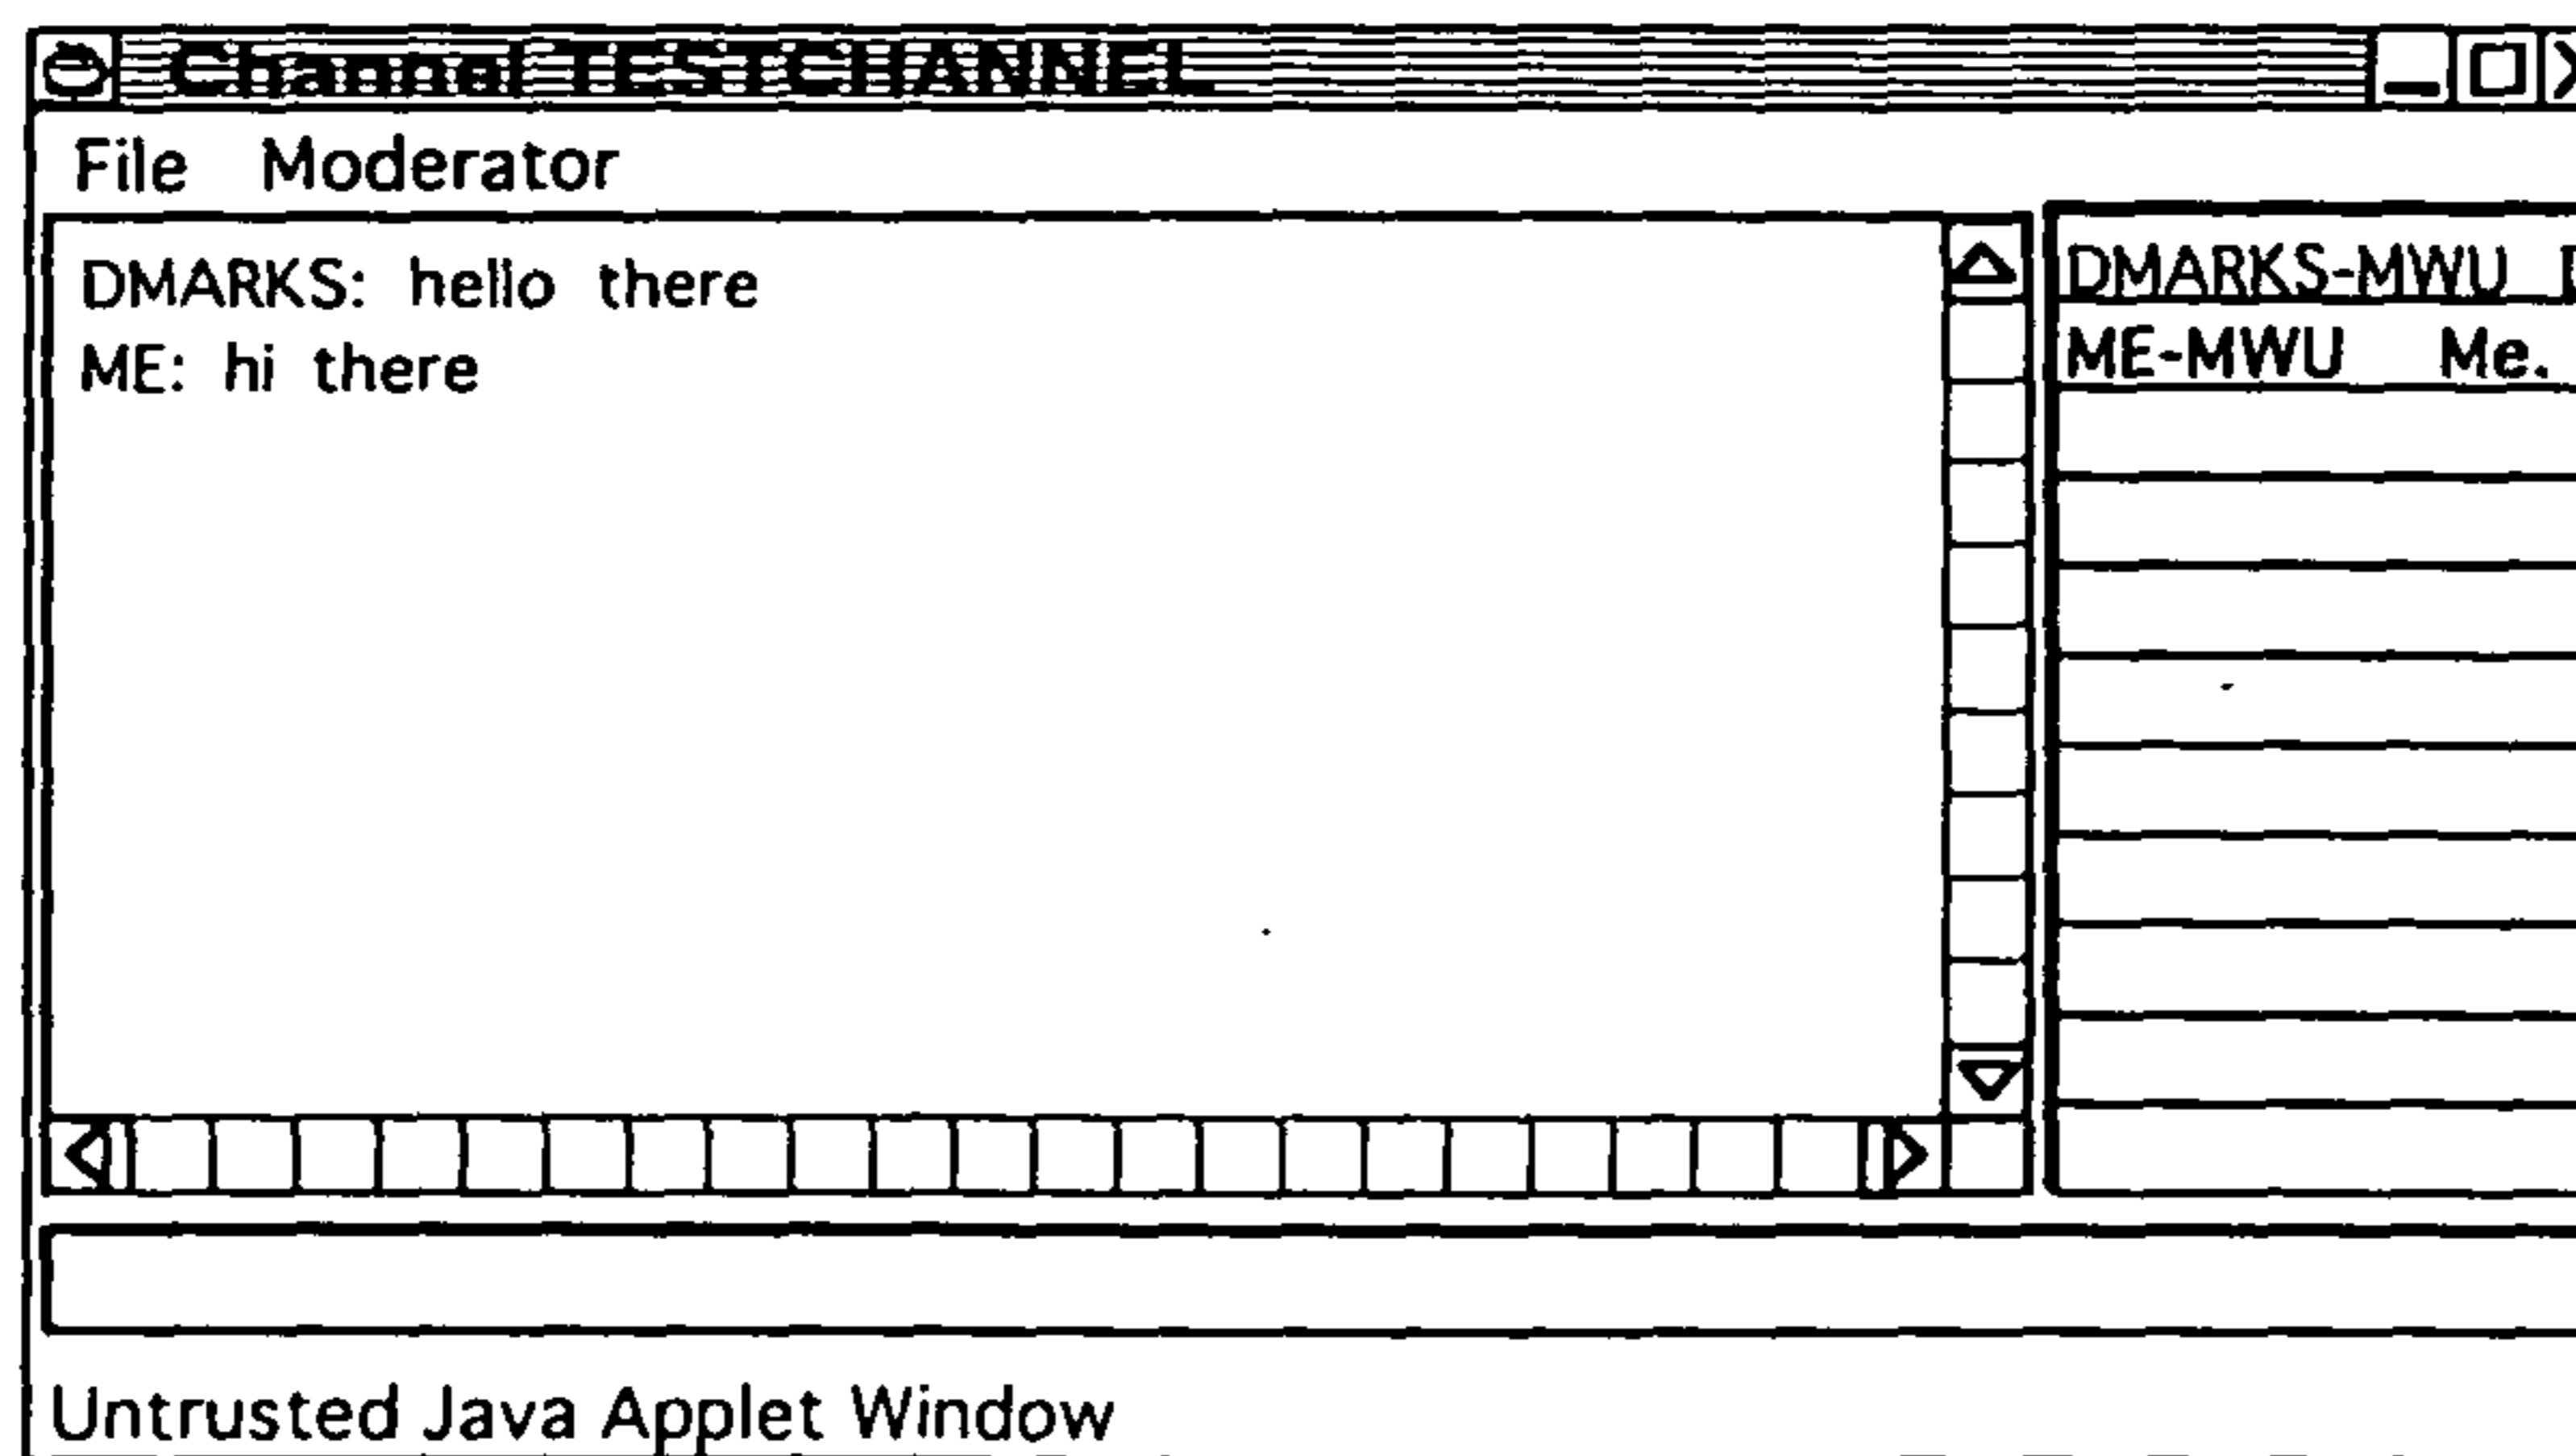 Channel TESTCHANNEL
File Moderator
DMARKS: hello there
ME: hi there
DMARKS-MWU
ME-MWU Me.
Untrusted Java Applet Window